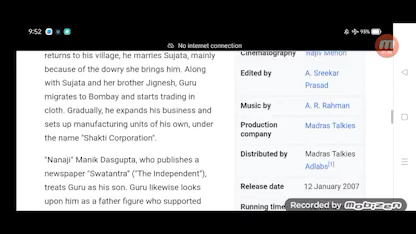 9:52
93%
No internet connection
returns to his village, he marries Sujata, mainly
because of the dowry she brings him. Along
with Sujata and her brother Jignesh, Guru
migrates to Bombay and starts trading in
cloth. Gradually, he expands his business and
sets up manufacturing units of his own, under
the name "Shakti Corporation".
"Nanaji" Manik Dasgupta, who publishes a
newspaper "Swatantra" ("The Independent"),
treats Guru as his son. Guru likewise looks
upon him as a father figure who supported
Cinematography Rajiv Menon
Edited by A. Sreekar
Prasad
Music by A. R. Rahman
Production Madras Talkies
company
Distributed by Madras Talkies
Adlabs[1]
Release date 12 January 2007
Running time
Recorded by Mobizen